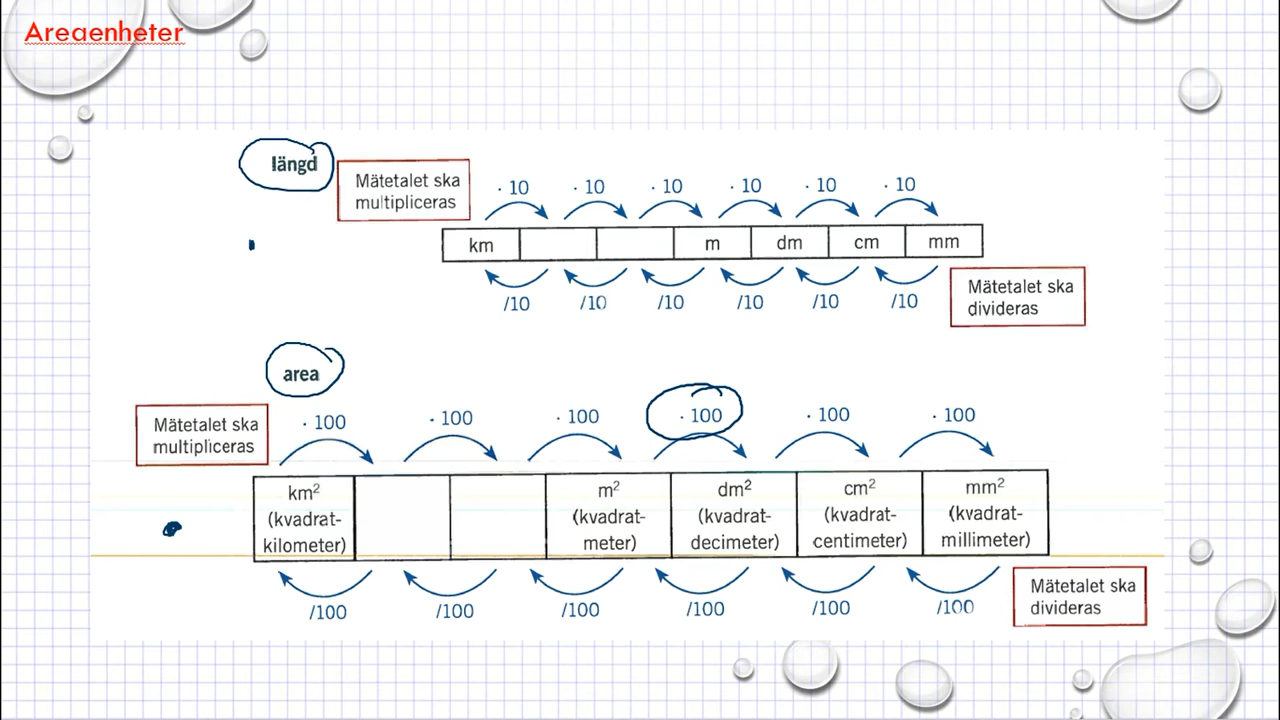 Areaenheter
längd
Mätetalet ska
multipliceras
· 10 · 10 · 10 · 10 · 10 · 10
km m dm cm mm
/10 /10 /10 /10 /10 /10
Mätetalet ska
divideras
area
Mätetalet ska
multipliceras
· 100 · 100 · 100 · 100 · 100 · 100
km² m² dm² cm² mm²
(kvadrat- (kvadrat- (kvadrat- (kvadrat- (kvadrat-
kilometer) meter) decimeter) centimeter) millimeter)
/100 /100 /100 /100 /100 /100
Mätetalet ska
divideras